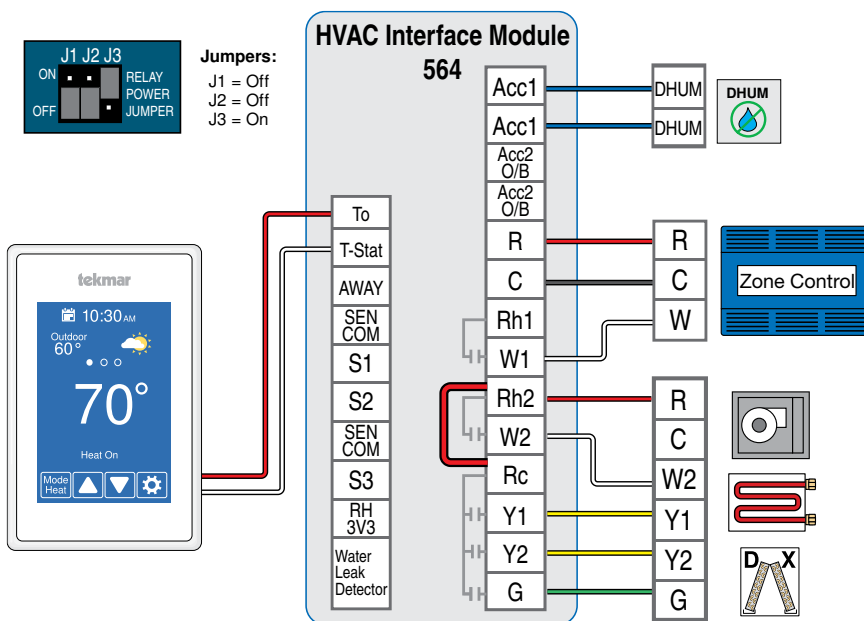 HVAC Interface Module
564
J1 J2 J3
ON
OFF
RELAY
POWER
JUMPER
Jumpers:
J1 = Off
J2 = Off
J3 = On
To
T-Stat
AWAY
SEN
COM
S1
S2
SEN
COM
S3
RH
3V3
Water
Leak
Detector
Acc1
Acc1
Acc2
O/B
Acc2
O/B
R
C
Rh1
W1
Rh2
W2
Rc
Y1
Y2
G
DHUM
DHUM
DHUM
R
C
W
Zone Control
R
C
W2
Y1
Y2
G
D X
tekmar
10:30 AM
Outdoor
60°
70°
Heat On
Mode
Heat